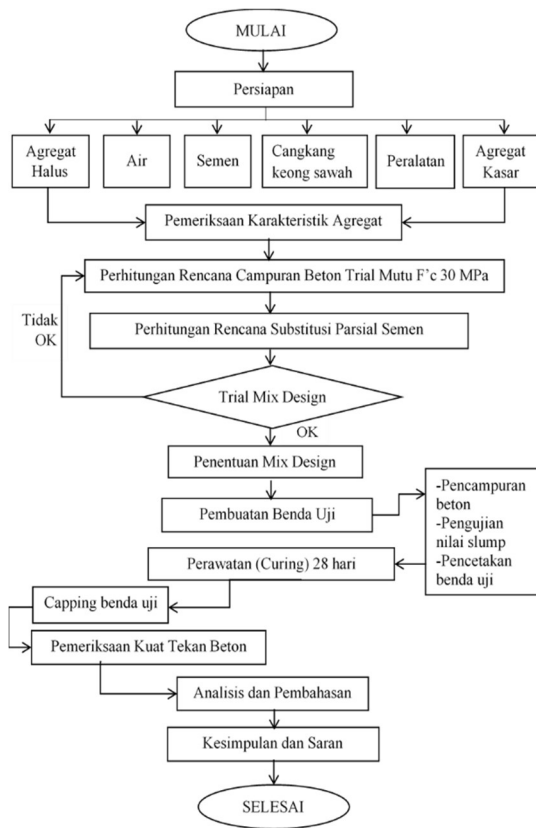 MULAI
Persiapan
Agregat
Halus
Air
Semen
Cangkang
keong sawah
Peralatan
Agregat
Kasar
Pemeriksaan Karakteristik Agregat
Perhitungan Rencana Campuran Beton Trial Mutu F'c 30 MPa
Tidak
OK
Perhitungan Rencana Substitusi Parsial Semen
Trial Mix Design
OK
Penentuan Mix Design
Pembuatan Benda Uji
-Pencampuran
beton
-Pengujian
nilai slump
-Pencetakan
benda uji
Perawatan (Curing) 28 hari
Capping benda uji
Pemeriksaan Kuat Tekan Beton
Analisis dan Pembahasan
Kesimpulan dan Saran
SELESAI